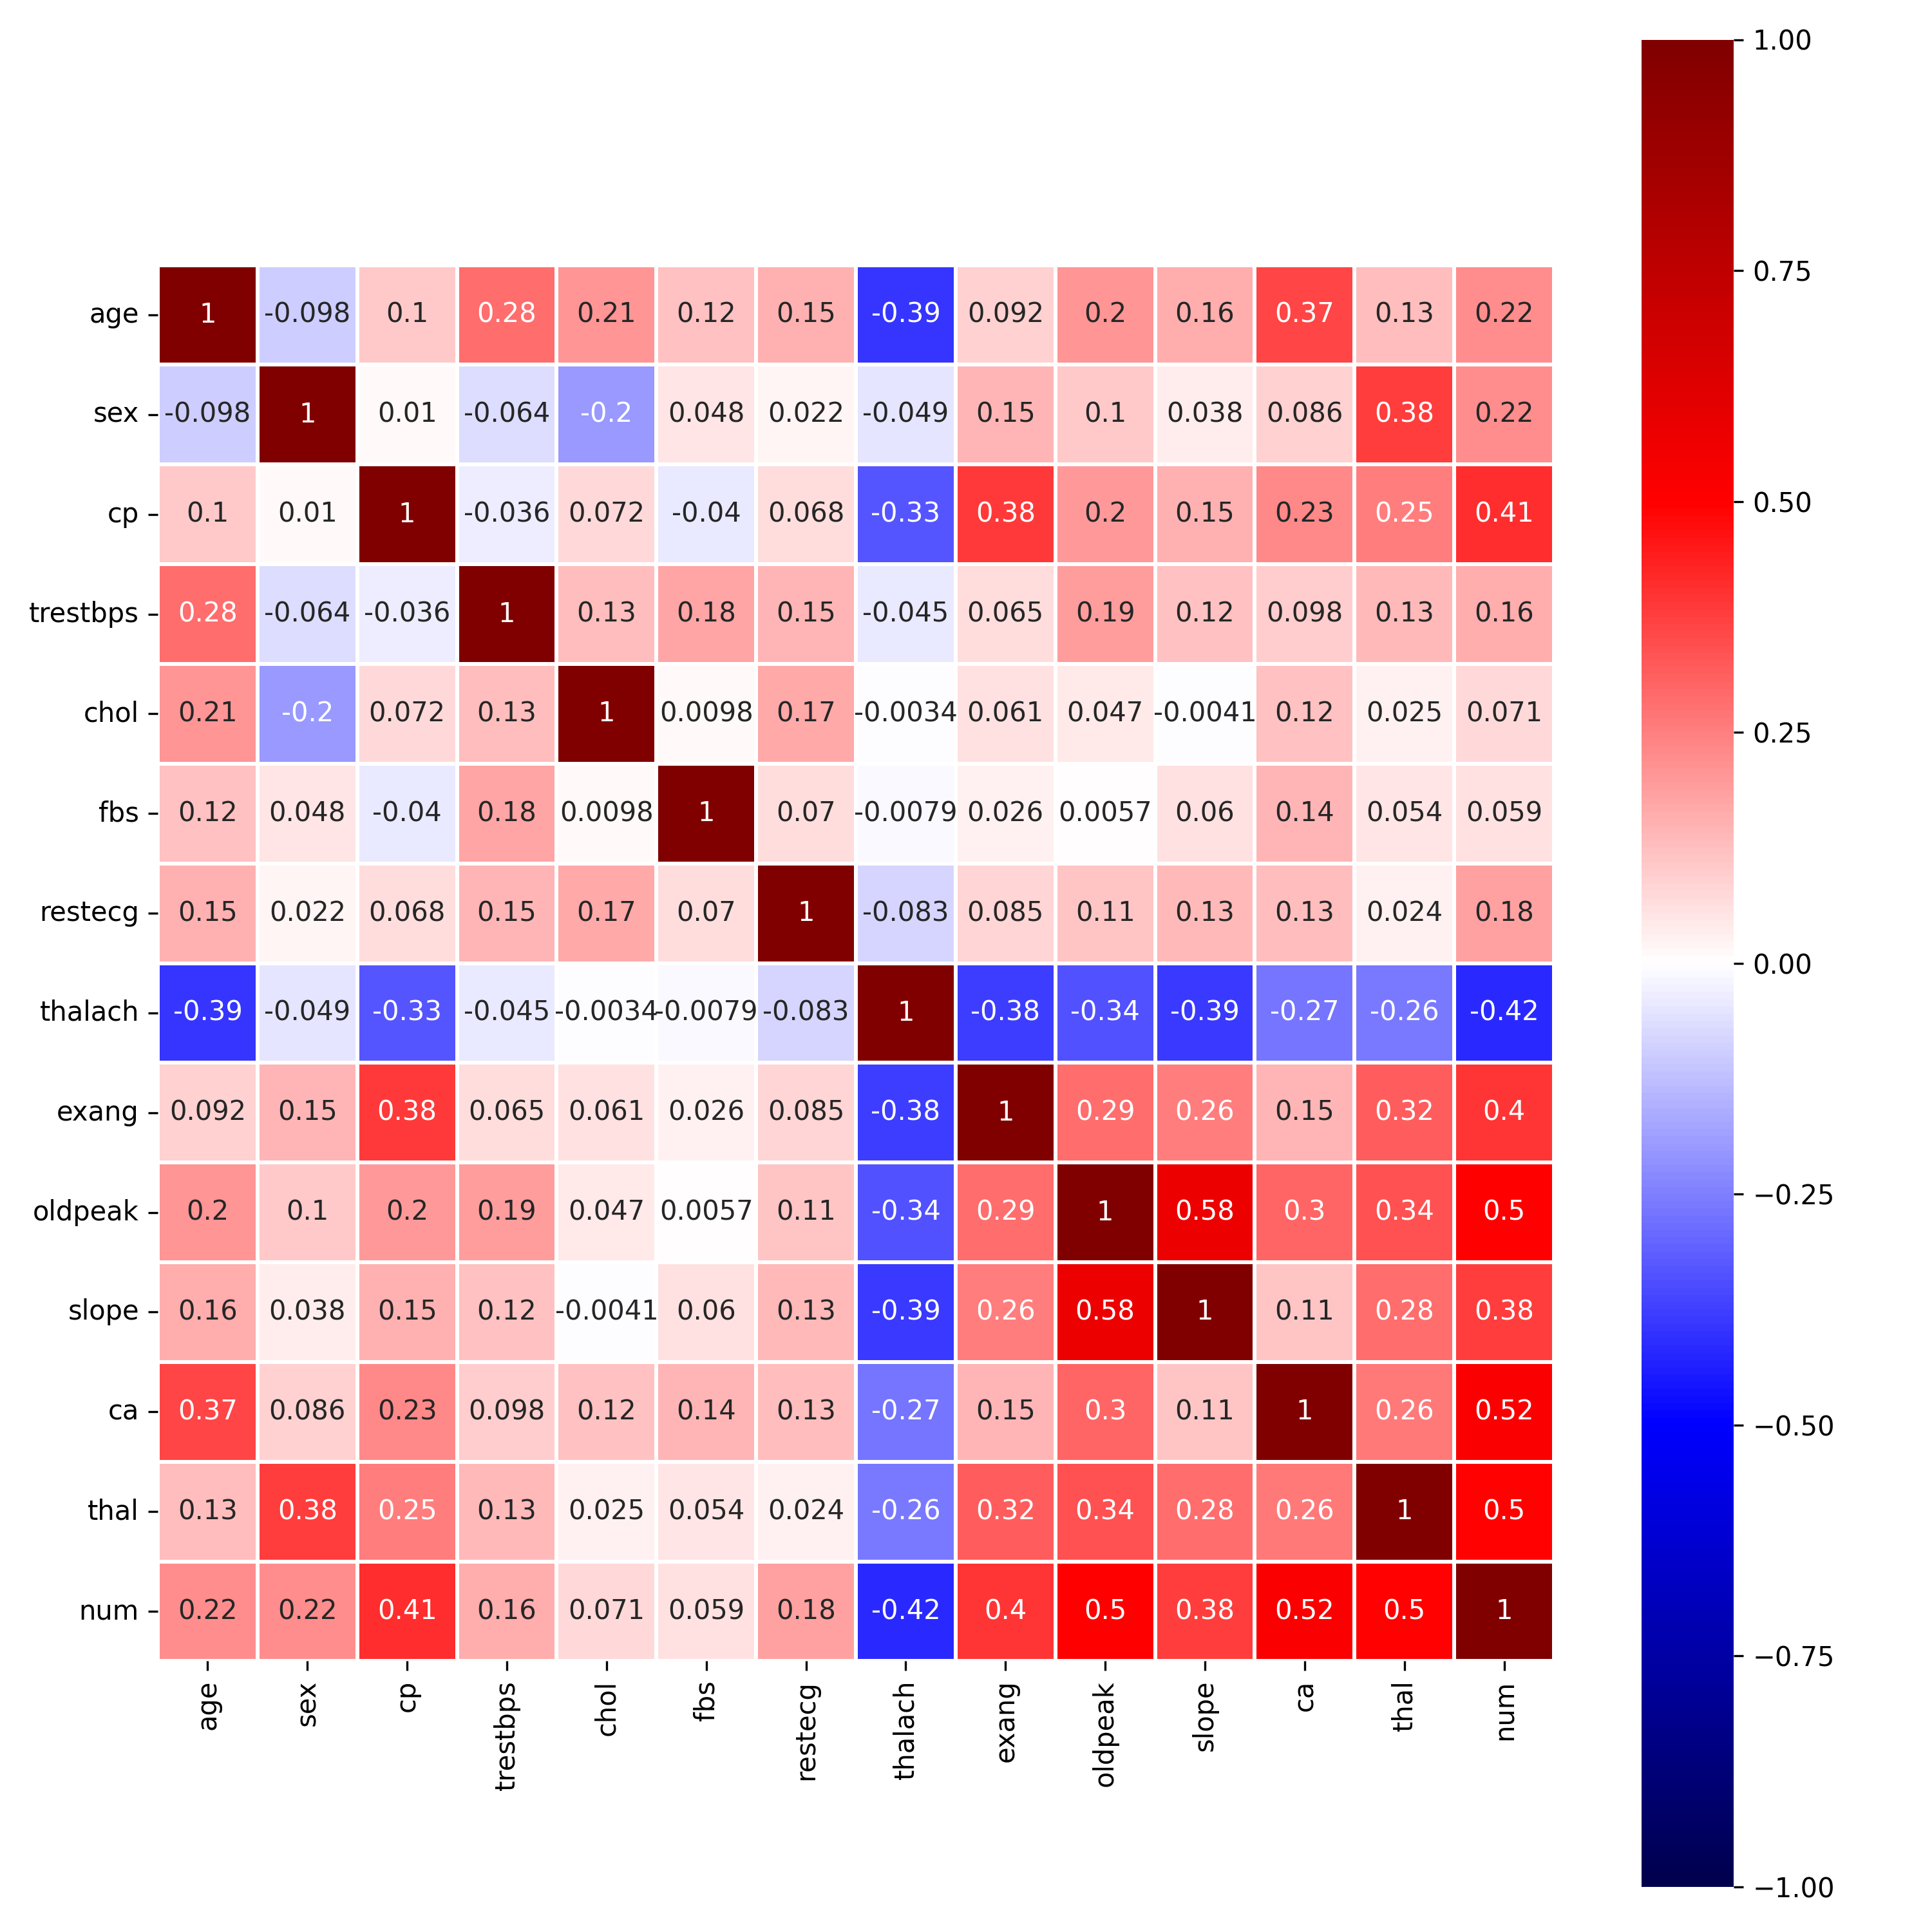 1.00
0.75
0.50
0.25
0.00
−0.25
−0.50
−0.75
−1.00
age 1 -0.098 0.1 0.28 0.21 0.12 0.15 -0.39 0.092 0.2 0.16 0.37 0.13 0.22
sex -0.098 1 0.01 -0.064 -0.2 0.048 0.022 -0.049 0.15 0.1 0.038 0.086 0.38 0.22
cp 0.1 0.01 1 -0.036 0.072 -0.04 0.068 -0.33 0.38 0.2 0.15 0.23 0.25 0.41
trestbps 0.28 -0.064 -0.036 1 0.13 0.18 0.15 -0.045 0.065 0.19 0.12 0.098 0.13 0.16
chol 0.21 -0.2 0.072 0.13 1 0.0098 0.17 -0.0034 0.061 0.047 -0.0041 0.12 0.025 0.071
fbs 0.12 0.048 -0.04 0.18 0.0098 1 0.07 -0.0079 0.026 0.0057 0.06 0.14 0.054 0.059
restecg 0.15 0.022 0.068 0.15 0.17 0.07 1 -0.083 0.085 0.11 0.13 0.13 0.024 0.18
thalach -0.39 -0.049 -0.33 -0.045 -0.0034 -0.0079 -0.083 1 -0.38 -0.34 -0.39 -0.27 -0.26 -0.42
exang 0.092 0.15 0.38 0.065 0.061 0.026 0.085 -0.38 1 0.29 0.26 0.15 0.32 0.4
oldpeak 0.2 0.1 0.2 0.19 0.047 0.0057 0.11 -0.34 0.29 1 0.58 0.3 0.34 0.5
slope 0.16 0.038 0.15 0.12 -0.0041 0.06 0.13 -0.39 0.26 0.58 1 0.11 0.28 0.38
ca 0.37 0.086 0.23 0.098 0.12 0.14 0.13 -0.27 0.15 0.3 0.11 1 0.26 0.52
thal 0.13 0.38 0.25 0.13 0.025 0.054 0.024 -0.26 0.32 0.34 0.28 0.26 1 0.5
num 0.22 0.22 0.41 0.16 0.071 0.059 0.18 -0.42 0.4 0.5 0.38 0.52 0.5 1
age sex cp trestbps chol fbs restecg thalach exang oldpeak slope ca thal num